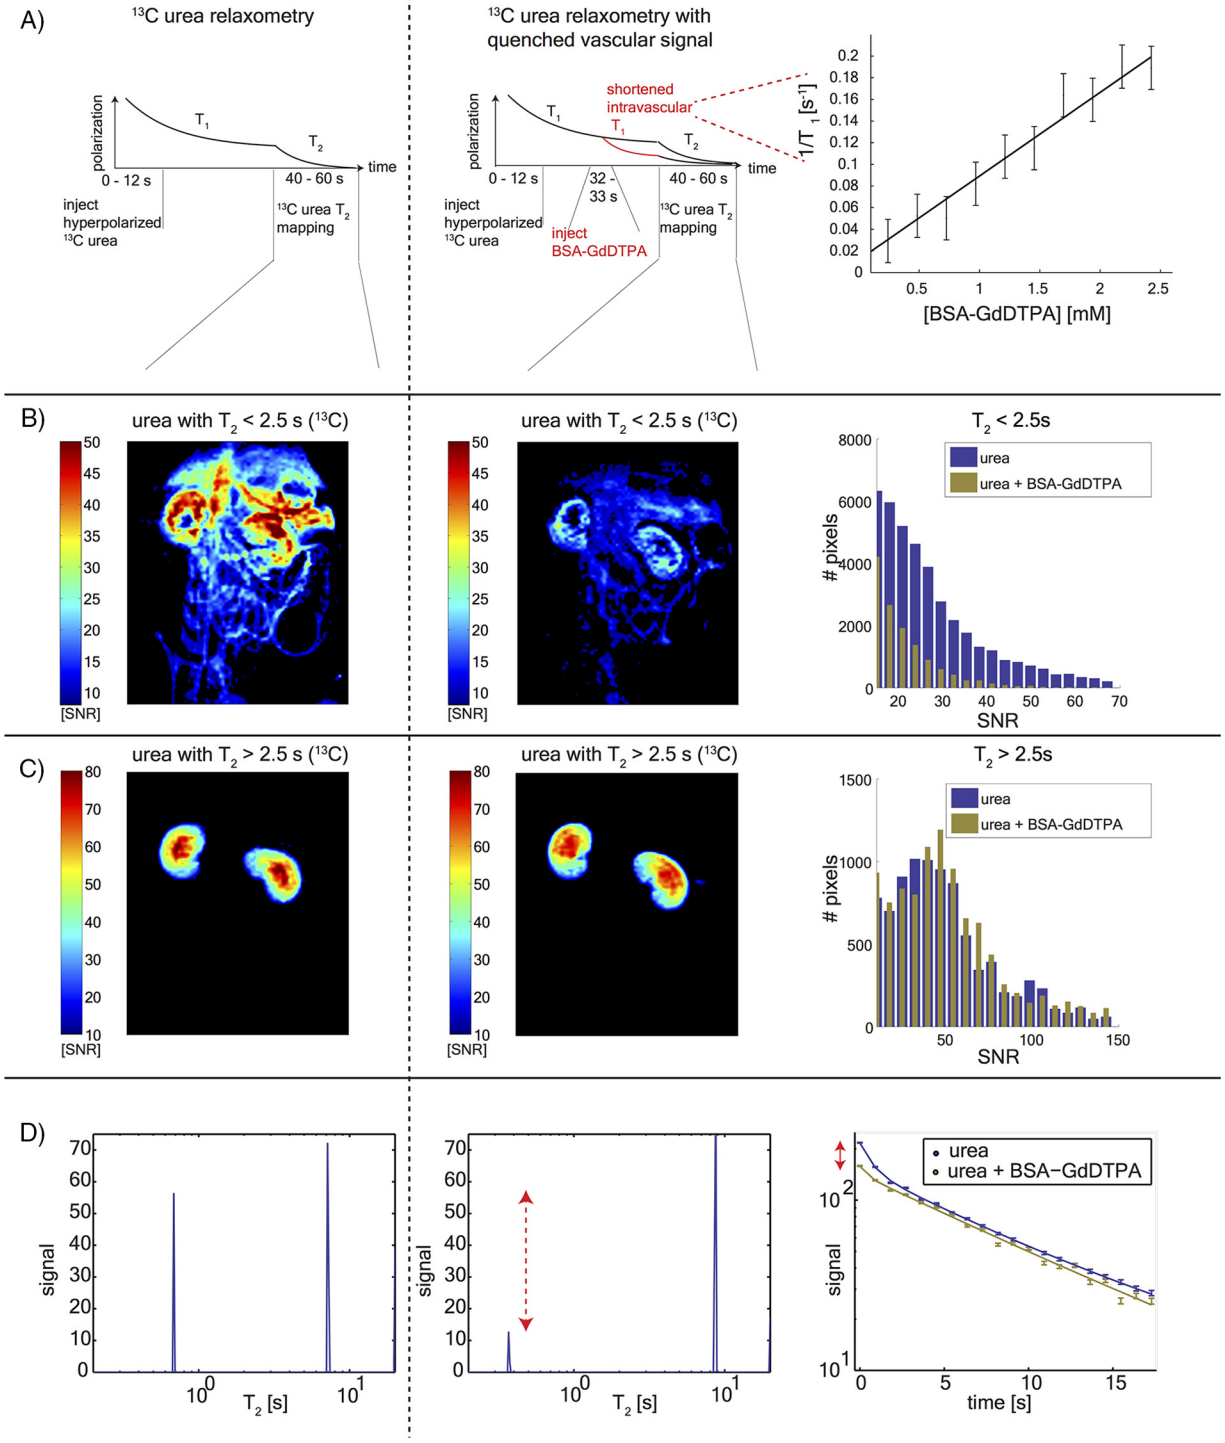 A)
¹³C urea relaxometry
polarization
T₁
T₂
time
0 - 12 s
40 - 60 s
inject
hyperpolarized
¹³C urea
¹³C urea T₂
mapping
¹³C urea relaxometry with
quenched vascular signal
polarization
T₁
shortened
intravascular
T₁
T₂
time
0 - 12 s
32 -
33 s
40 - 60 s
inject
hyperpolarized
¹³C urea
inject
BSA-GdDTPA
¹³C urea T₂
mapping
1/T₁ [s⁻¹]
0.2
0.18
0.16
0.14
0.12
0.1
0.08
0.06
0.04
0.02
0
0.5 1 1.5 2 2.5
[BSA-GdDTPA] [mM]
B)
urea with T₂ < 2.5 s (¹³C)
50
45
40
35
30
25
20
15
10
[SNR]
urea with T₂ < 2.5 s (¹³C)
50
45
40
35
30
25
20
15
10
[SNR]
T₂ < 2.5s
urea
urea + BSA-GdDTPA
# pixels
8000
6000
4000
2000
0
20 30 40 50 60 70
SNR
C)
urea with T₂ > 2.5 s (¹³C)
80
70
60
50
40
30
20
10
[SNR]
urea with T₂ > 2.5 s (¹³C)
80
70
60
50
40
30
20
10
[SNR]
T₂ > 2.5s
urea
urea + BSA-GdDTPA
# pixels
1500
1000
500
0
50 100 150
SNR
D)
signal
70
60
50
40
30
20
10
0
10⁰ 10¹
T₂ [s]
signal
70
60
50
40
30
20
10
0
10⁰ 10¹
T₂ [s]
urea
urea + BSA−GdDTPA
signal
10²
10¹
0 5 10 15
time [s]